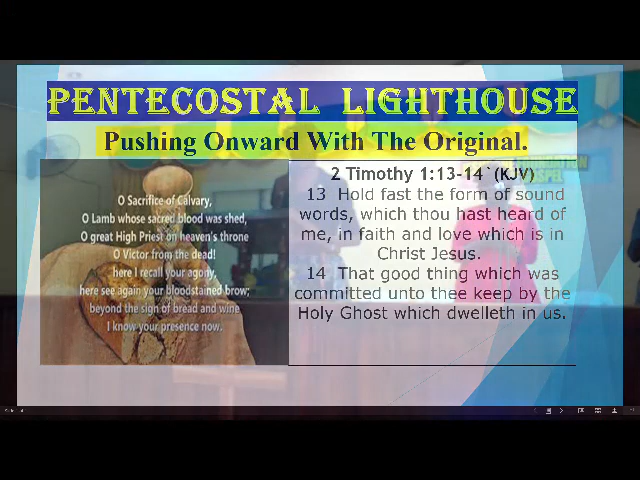 PENTECOSTAL LIGHTHOUSE
Pushing Onward With The Original.
O Sacrifice of Calvary,
O Lamb whose sacred blood was shed,
O great High Priest on heaven's throne
O Victor from the dead!
here I recall your agony,
here see again your bloodstained brow;
beyond the sign of bread and wine
I know your presence now.
2 Timothy 1:13-14`(KJV)
13 Hold fast the form of sound
words, which thou hast heard of
me, in faith and love which is in
Christ Jesus.
14 That good thing which was
committed unto thee keep by the
Holy Ghost which dwelleth in us.
FOUNDATION
GOSPEL